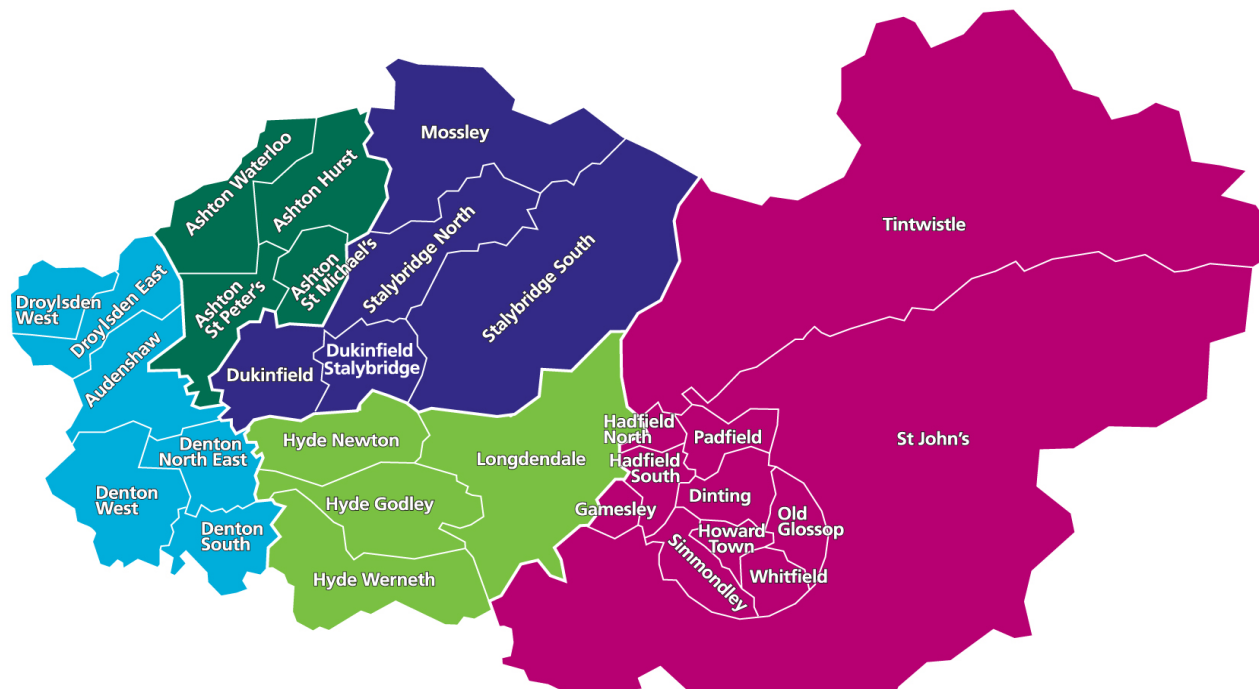 Mossley
Ashton Waterloo
Ashton Hurst
Tintwistle
Stalybridge North
Stalybridge South
Ashton
St Michael's
Ashton
St Peter's
Droylsden
West
Droylsden East
Audenshaw
Dukinfield
Dukinfield
Stalybridge
Hyde Newton
Hadfield
North
Padfield
St John's
Denton
North East
Longdendale
Hadfield
South
Denton
West
Hyde Godley
Gamesley
Dinting
Old
Glossop
Denton
South
Howard
Town
Simmondley
Whitfield
Hyde Werneth